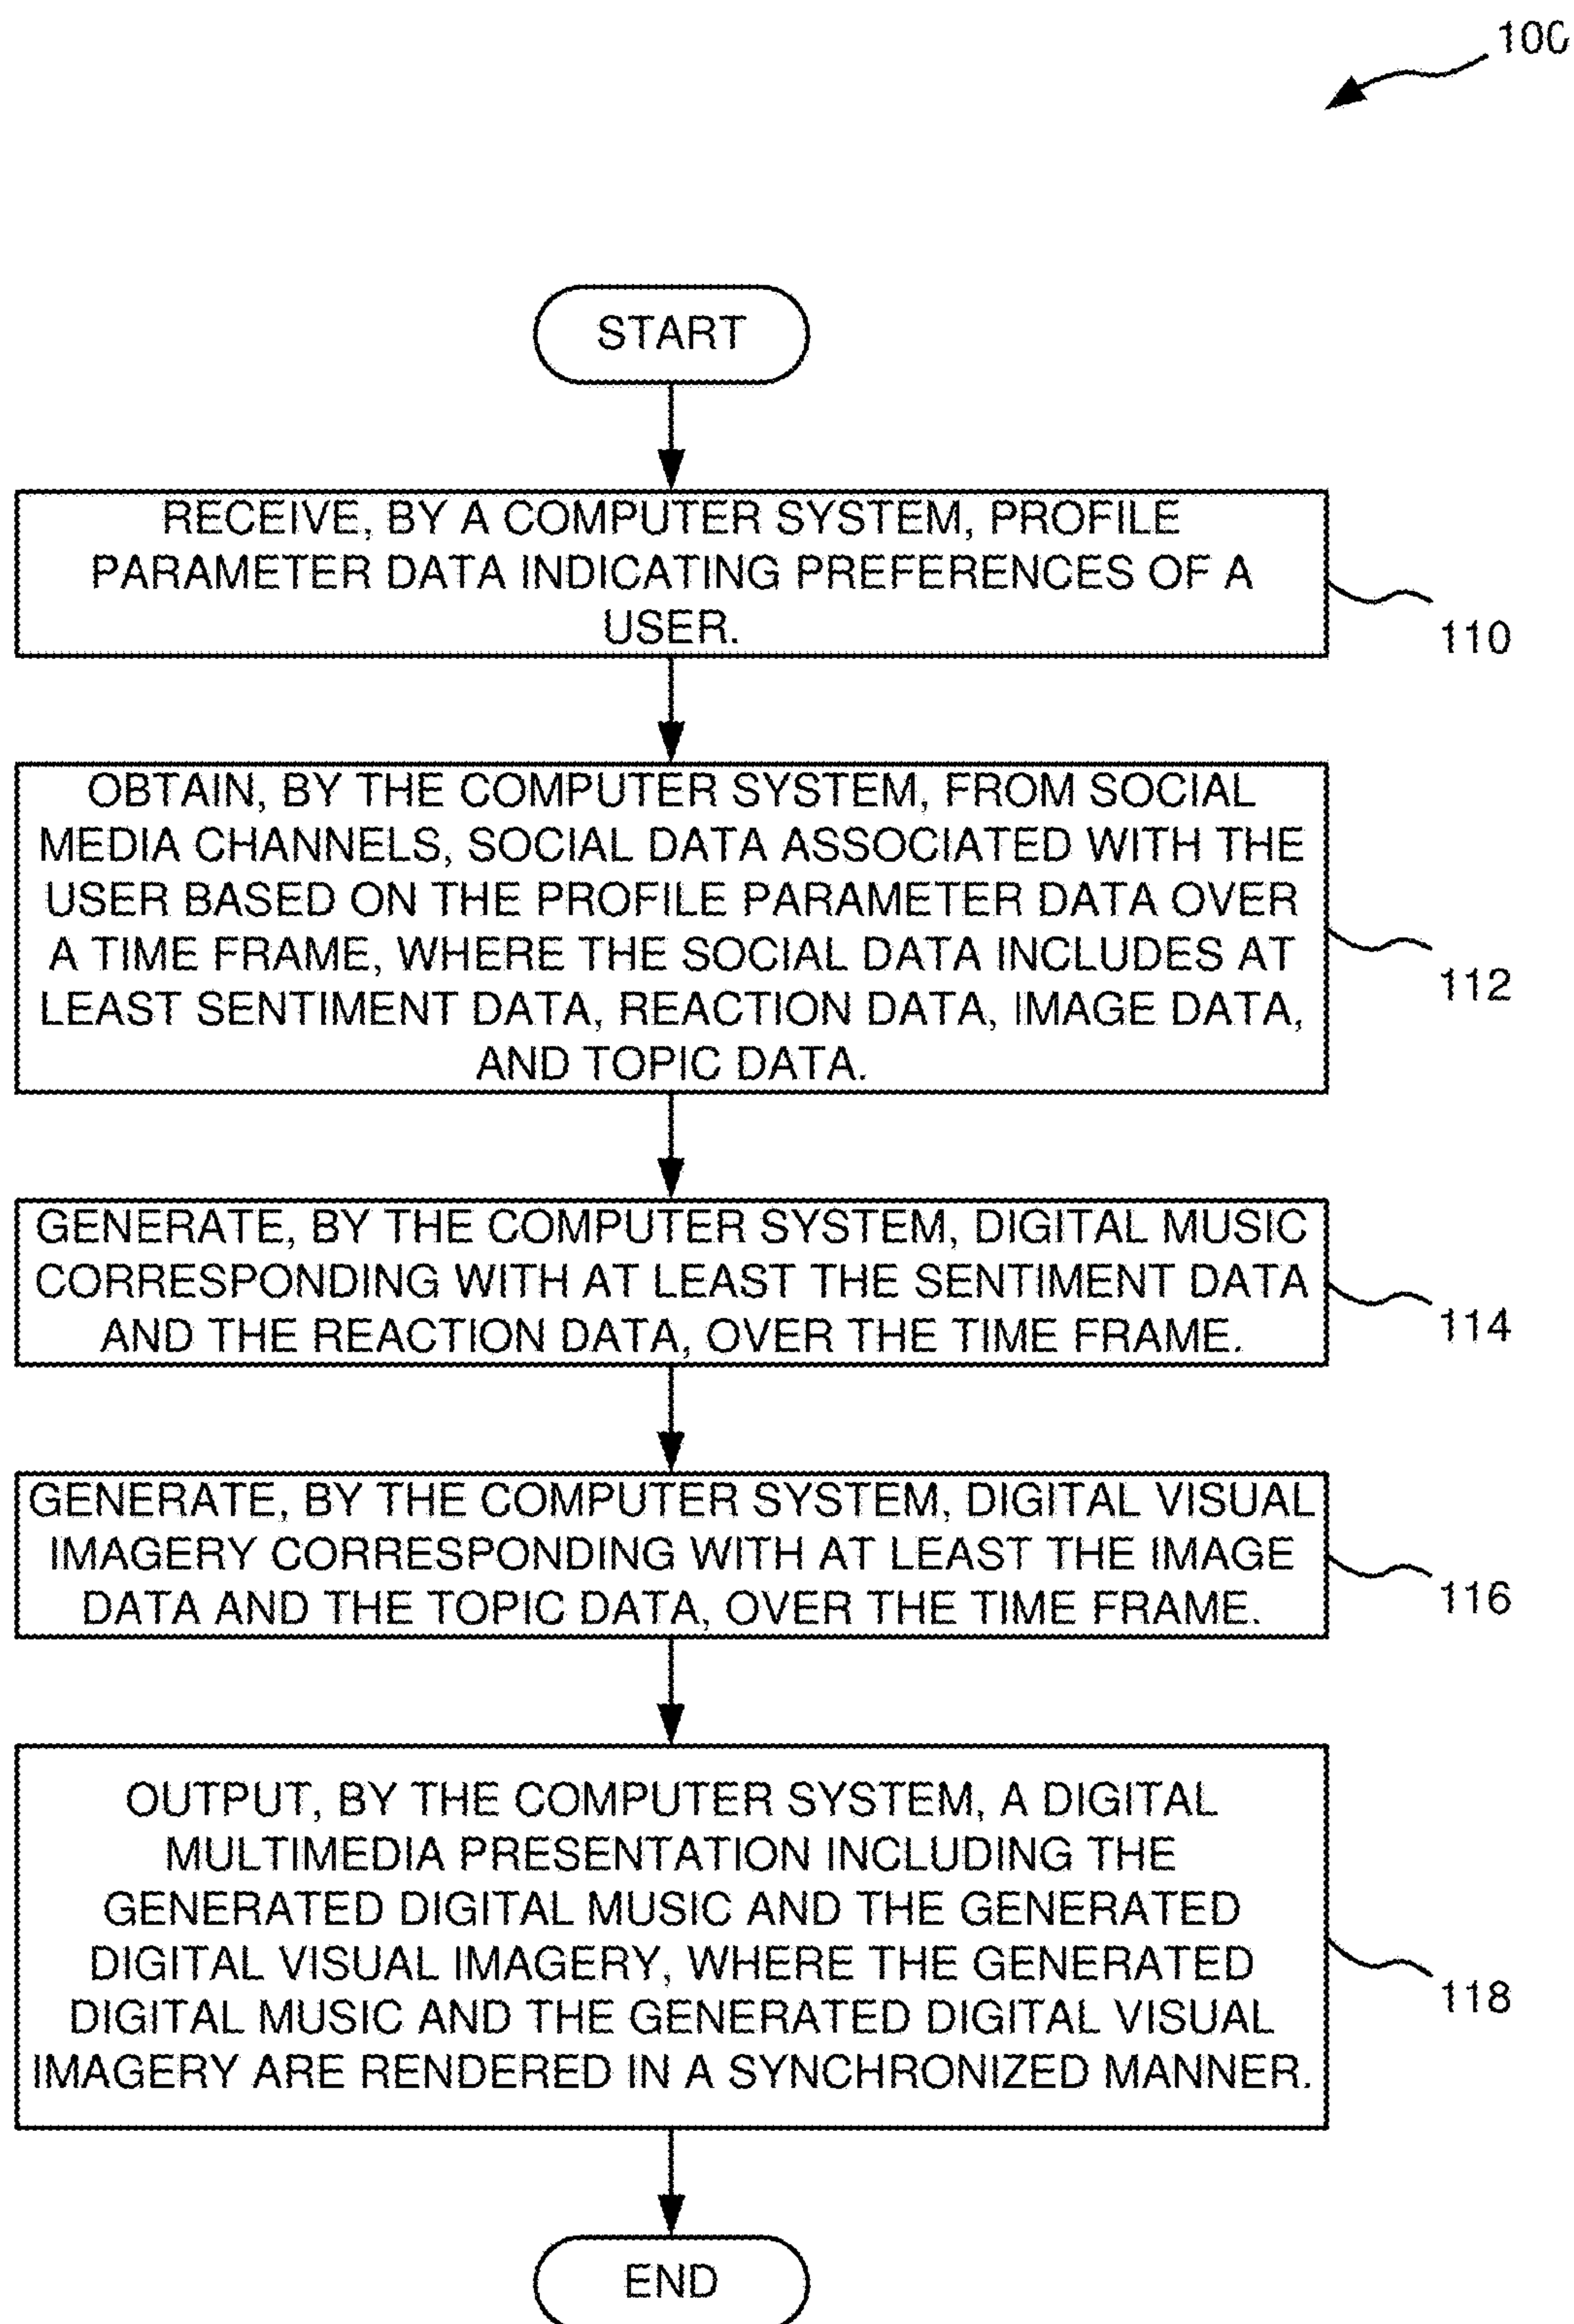 100
START
RECEIVE, BY A COMPUTER SYSTEM, PROFILE
PARAMETER DATA INDICATING PREFERENCES OF A
USER.
110
OBTAIN, BY THE COMPUTER SYSTEM, FROM SOCIAL
MEDIA CHANNELS, SOCIAL DATA ASSOCIATED WITH THE
USER BASED ON THE PROFILE PARAMETER DATA OVER
A TIME FRAME, WHERE THE SOCIAL DATA INCLUDES AT
LEAST SENTIMENT DATA, REACTION DATA, IMAGE DATA,
AND TOPIC DATA.
112
GENERATE, BY THE COMPUTER SYSTEM, DIGITAL MUSIC
CORRESPONDING WITH AT LEAST THE SENTIMENT DATA
AND THE REACTION DATA, OVER THE TIME FRAME.
114
GENERATE, BY THE COMPUTER SYSTEM, DIGITAL VISUAL
IMAGERY CORRESPONDING WITH AT LEAST THE IMAGE
DATA AND THE TOPIC DATA, OVER THE TIME FRAME.
116
OUTPUT, BY THE COMPUTER SYSTEM, A DIGITAL
MULTIMEDIA PRESENTATION INCLUDING THE
GENERATED DIGITAL MUSIC AND THE GENERATED
DIGITAL VISUAL IMAGERY, WHERE THE GENERATED
DIGITAL MUSIC AND THE GENERATED DIGITAL VISUAL
IMAGERY ARE RENDERED IN A SYNCHRONIZED MANNER.
118
END